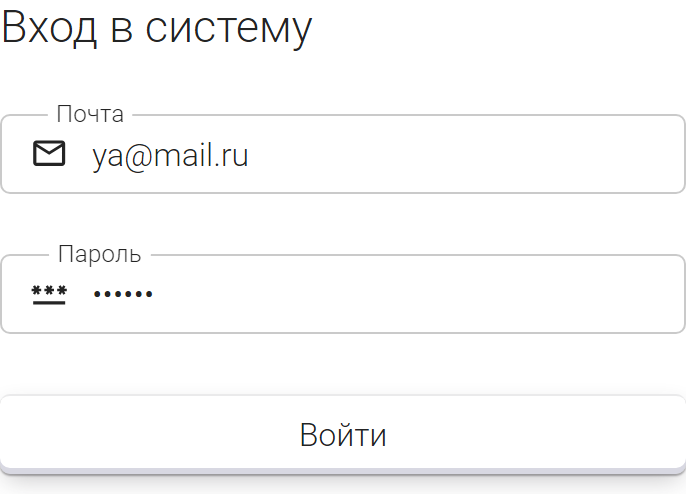 Вход в систему
Почта
ya@mail.ru
Пароль
***
••••••
Войти